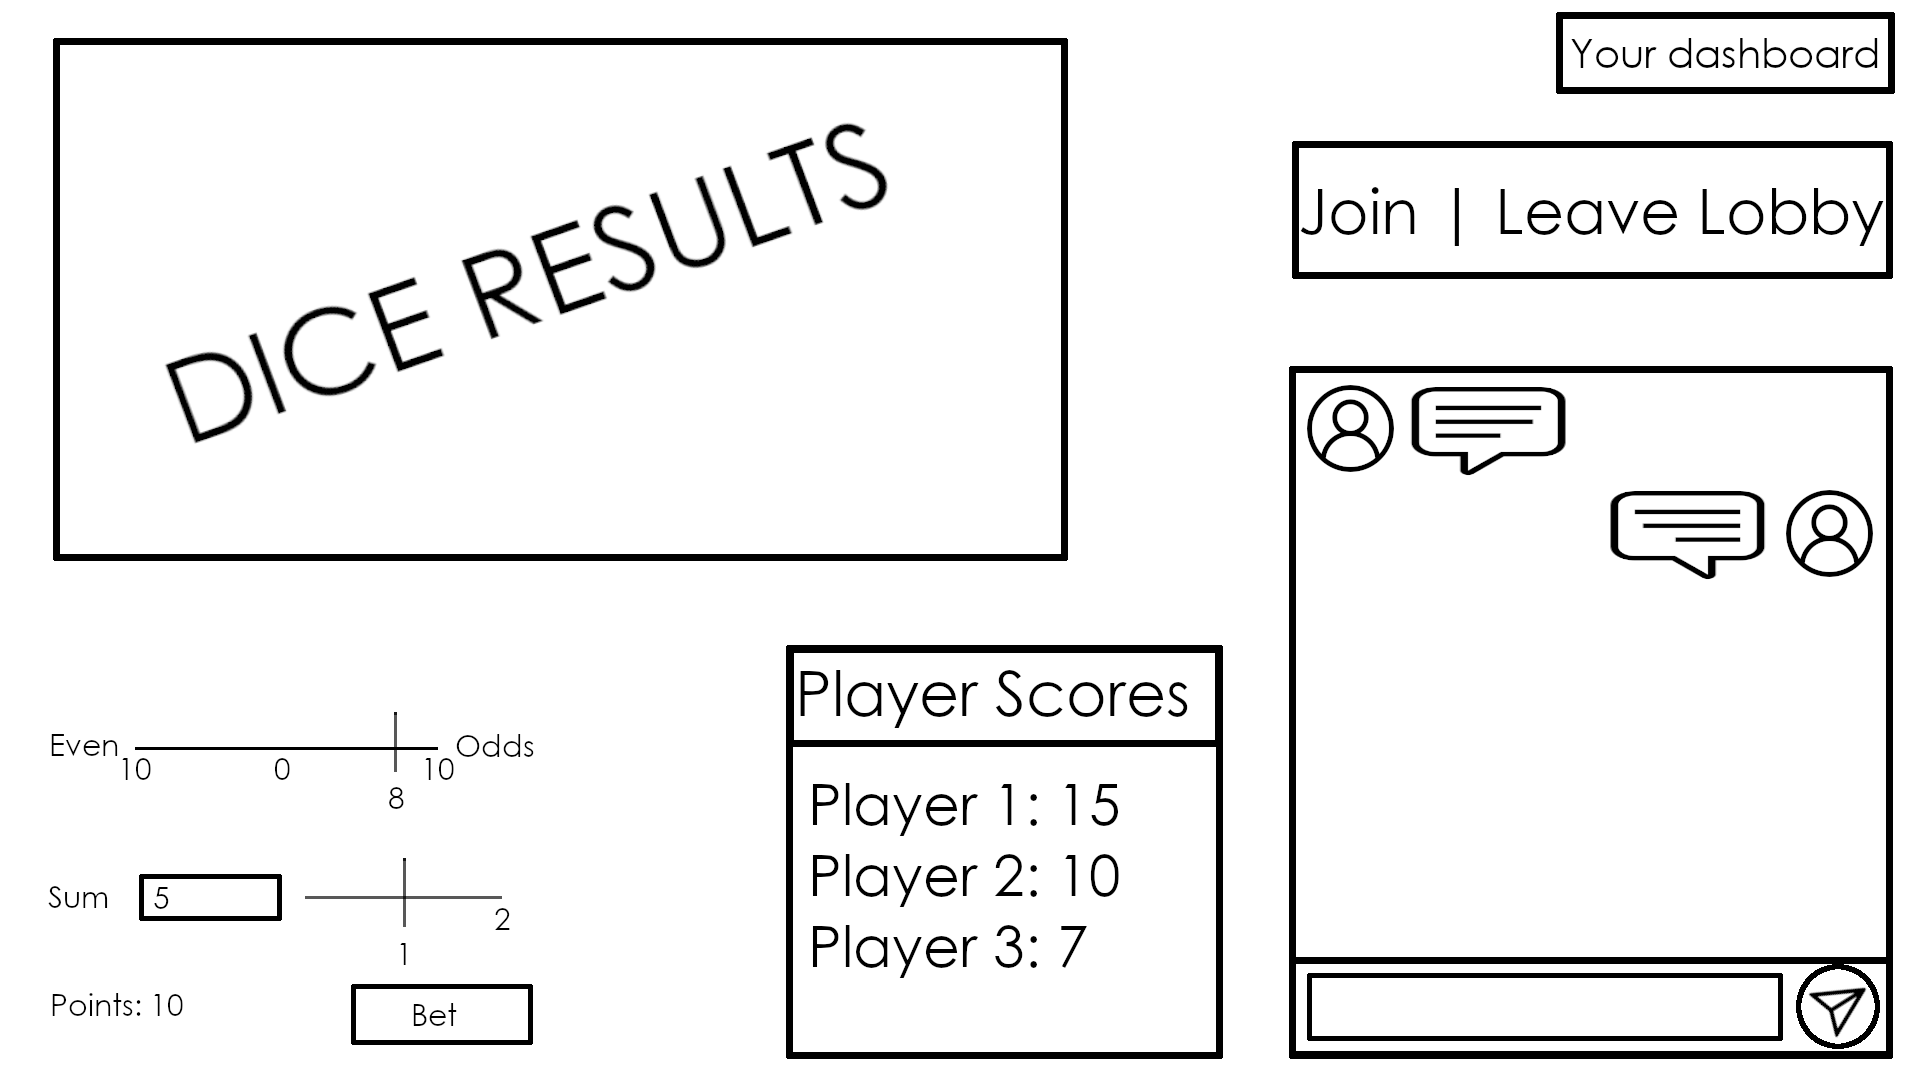 Your dashboard
DICE RESULTS
Join | Leave Lobby
Player Scores
Player 1: 15
Player 2: 10
Player 3: 7
Even
Odds
10
0
10
8
Sum
5
2
1
Points: 10
Bet